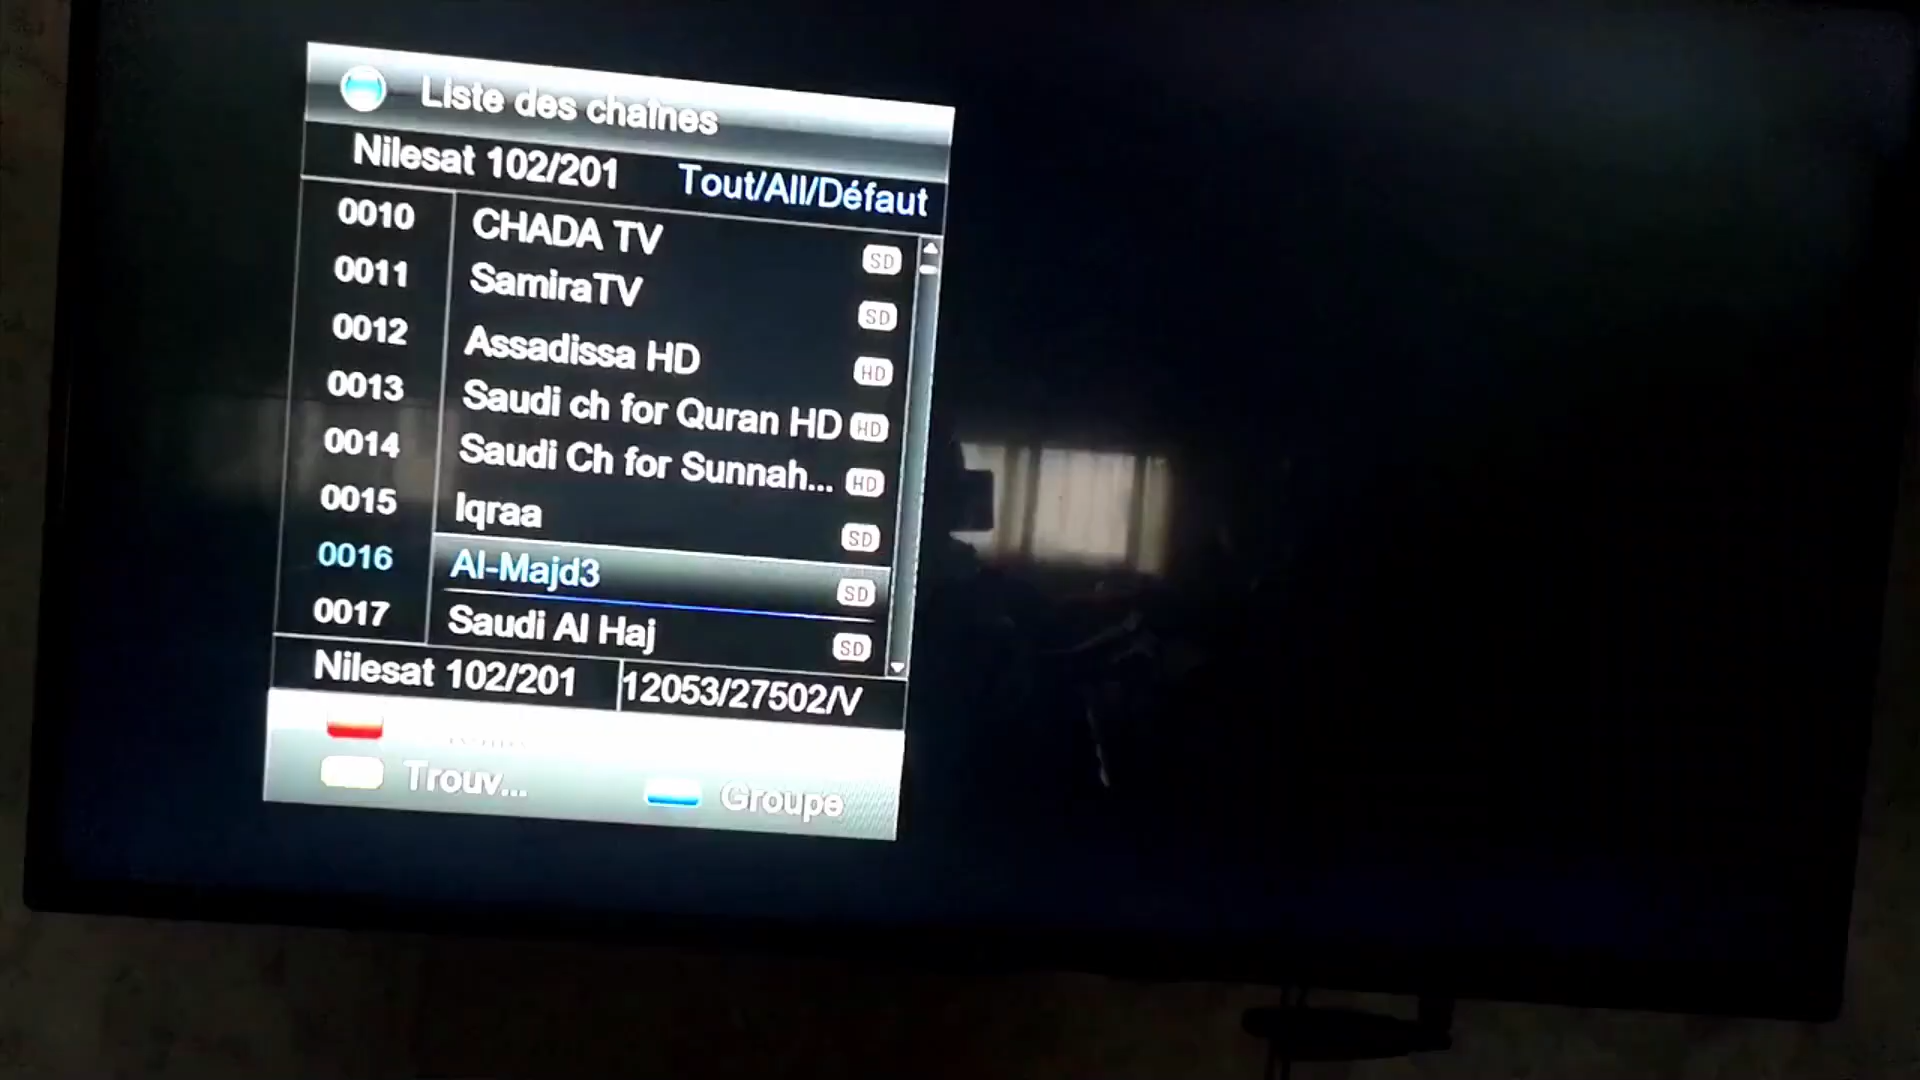 Liste des chaînes
Nilesat 102/201 Tout/All/Défaut
0010 CHADA TV SD
0011 SamiraTV SD
0012 Assadissa HD HD
0013 Saudi ch for Quran HD HD
0014 Saudi Ch for Sunnah... HD
0015 Iqraa SD
0016 Al-Majd3 SD
0017 Saudi Al Haj SD
Nilesat 102/201 12053/27502/V
Trouv... Groupe